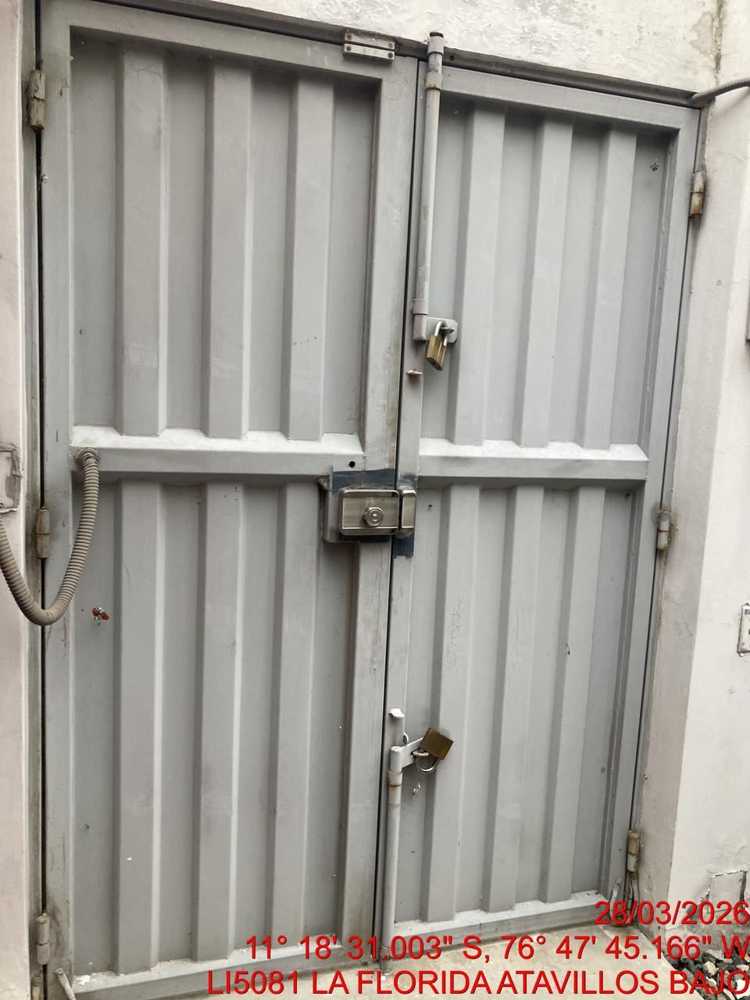 28/03/2026
11° 18' 31.003" S, 76° 47' 45.166" W
LI5081 LA FLORIDA ATAVILLOS BAJO